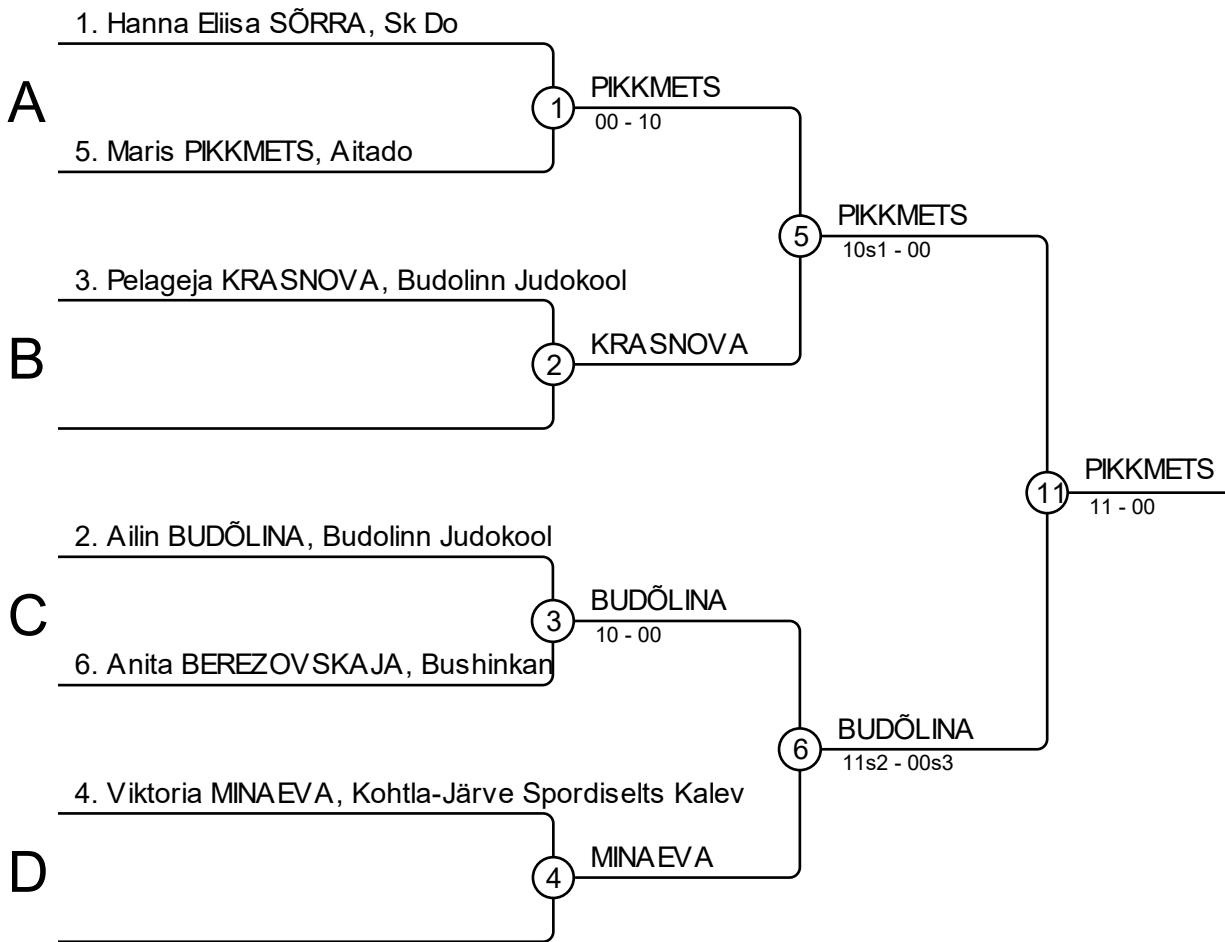 1. Hanna Eliisa SÕRRA, Sk Do
A
1
PIKKMETS
00 - 10
5. Maris PIKKMETS, Aitado
5
PIKKMETS
10s1 - 00
3. Pelageja KRASNOVA, Budolinn Judokool
B
2
KRASNOVA
11
PIKKMETS
11 - 00
2. Ailin BUDÕLINA, Budolinn Judokool
C
3
BUDÕLINA
10 - 00
6. Anita BEREZOVSKAJA, Bushinkan
6
BUDÕLINA
11s2 - 00s3
4. Viktoria MINAEVA, Kohtla-Järve Spordiselts Kalev
D
4
MINAEVA